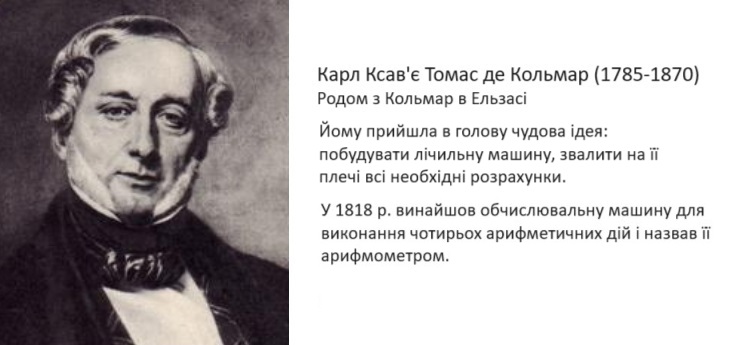 Карл Ксав'є Томас де Кольмар (1785-1870)
Родом з Кольмар в Ельзасі
Йому прийшла в голову чудова ідея:
побудувати лічильну машину, звалити на її
плечі всі необхідні розрахунки.
У 1818 р. винайшов обчислювальну машину для
виконання чотирьох арифметичних дій і назвав її
арифмометром.